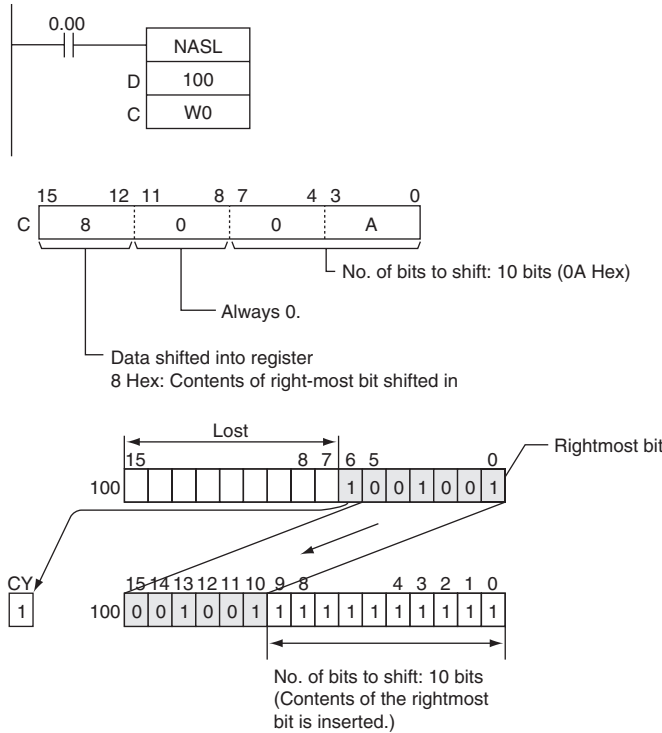 0.00
NASL
D 100
C W0
15 12 11 8 7 4 3 0
C 8 0 0 A
No. of bits to shift: 10 bits (0A Hex)
Always 0.
Data shifted into register
8 Hex: Contents of right-most bit shifted in
Lost
15 8 7 6 5 0
Rightmost bit
100 1 0 0 1 0 0 1
CY 15 14 13 12 11 10 9 8 4 3 2 1 0
1 100 0 0 1 0 0 1 1 1 1 1 1 1 1 1 1 1
No. of bits to shift: 10 bits
(Contents of the rightmost
bit is inserted.)